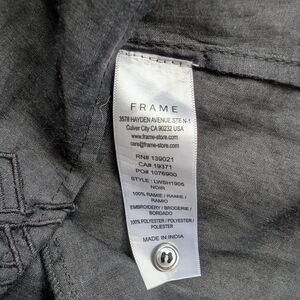 FRAME
3578 HAYDEN AVENUE STE N-1
Culver City CA 90232 USA
www.frame-store.com
care@frame-store.com
RN# 139021
CA# 19371
PO# 1076900
STYLE : LWSH1906
NOIR
100% RAMIE / RAMIE /
RAMIO
EMBROIDERY / BRODERIE /
BORDADO
100% POLYESTER / POLYESTER /
POLIESTER
MADE IN INDIA